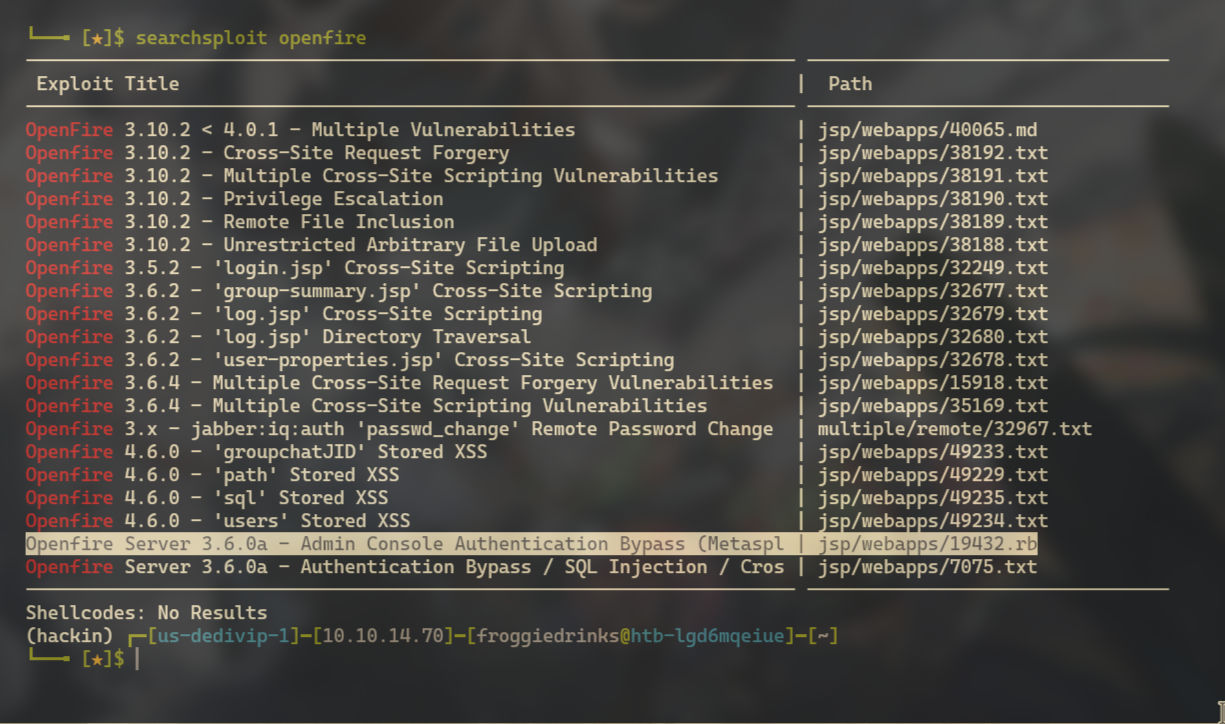 └──╼ [★]$ searchsploit openfire
Exploit Title | Path
OpenFire 3.10.2 < 4.0.1 - Multiple Vulnerabilities | jsp/webapps/40065.md
Openfire 3.10.2 - Cross-Site Request Forgery | jsp/webapps/38192.txt
Openfire 3.10.2 - Multiple Cross-Site Scripting Vulnerabilities | jsp/webapps/38191.txt
Openfire 3.10.2 - Privilege Escalation | jsp/webapps/38190.txt
Openfire 3.10.2 - Remote File Inclusion | jsp/webapps/38189.txt
Openfire 3.10.2 - Unrestricted Arbitrary File Upload | jsp/webapps/38188.txt
Openfire 3.5.2 - 'login.jsp' Cross-Site Scripting | jsp/webapps/32249.txt
Openfire 3.6.2 - 'group-summary.jsp' Cross-Site Scripting | jsp/webapps/32677.txt
Openfire 3.6.2 - 'log.jsp' Cross-Site Scripting | jsp/webapps/32679.txt
Openfire 3.6.2 - 'log.jsp' Directory Traversal | jsp/webapps/32680.txt
Openfire 3.6.2 - 'user-properties.jsp' Cross-Site Scripting | jsp/webapps/32678.txt
Openfire 3.6.4 - Multiple Cross-Site Request Forgery Vulnerabilities | jsp/webapps/15918.txt
Openfire 3.6.4 - Multiple Cross-Site Scripting Vulnerabilities | jsp/webapps/35169.txt
Openfire 3.x - jabber:iq:auth 'passwd_change' Remote Password Change | multiple/remote/32967.txt
Openfire 4.6.0 - 'groupchatJID' Stored XSS | jsp/webapps/49233.txt
Openfire 4.6.0 - 'path' Stored XSS | jsp/webapps/49229.txt
Openfire 4.6.0 - 'sql' Stored XSS | jsp/webapps/49235.txt
Openfire 4.6.0 - 'users' Stored XSS | jsp/webapps/49234.txt
Openfire Server 3.6.0a - Admin Console Authentication Bypass (Metaspl | jsp/webapps/19432.rb
Openfire Server 3.6.0a - Authentication Bypass / SQL Injection / Cros | jsp/webapps/7075.txt
Shellcodes: No Results
(hackin) ┌─[us-dedivip-1]─[10.10.14.70]─[froggiedrinks@htb-lgd6mqeiue]─[~]
└──╼ [★]$